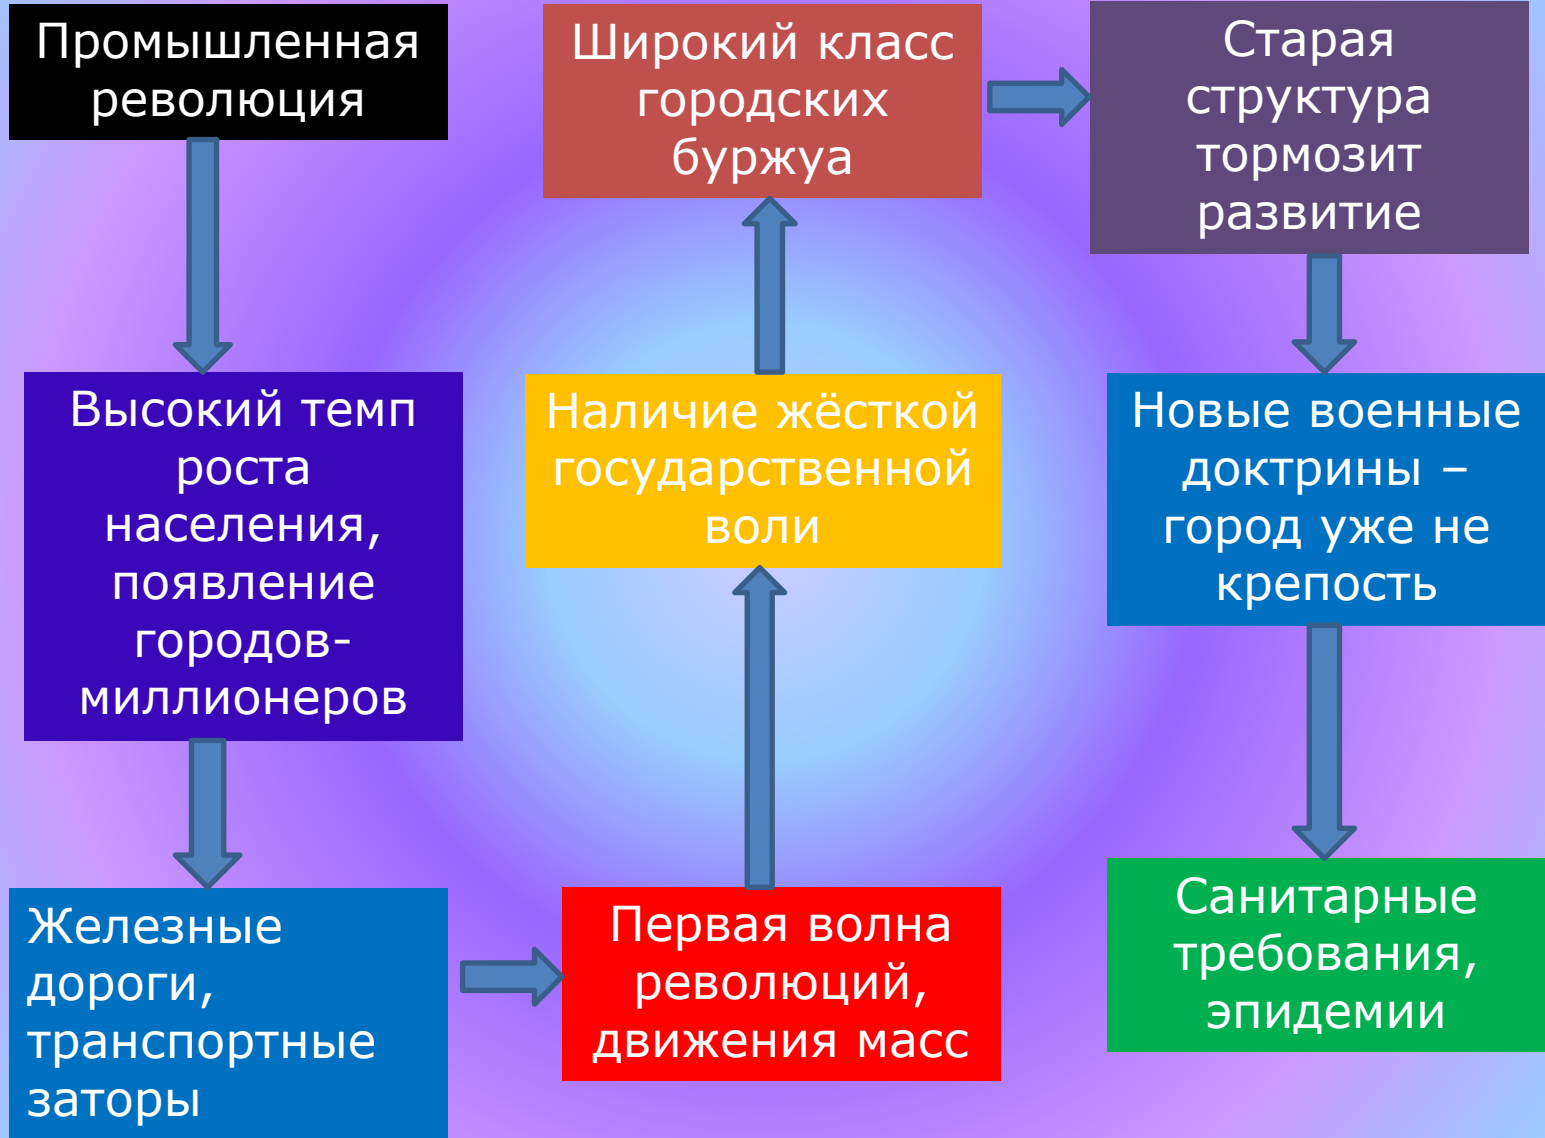 Промышленная
революция
Высокий темп
роста
населения,
появление
городов-
миллионеров
Железные
дороги,
транспортные
заторы
Первая волна
революций,
движения масс
Наличие жёсткой
государственной
воли
Широкий класс
городских
буржуа
Старая
структура
тормозит
развитие
Новые военные
доктрины –
город уже не
крепость
Санитарные
требования,
эпидемии